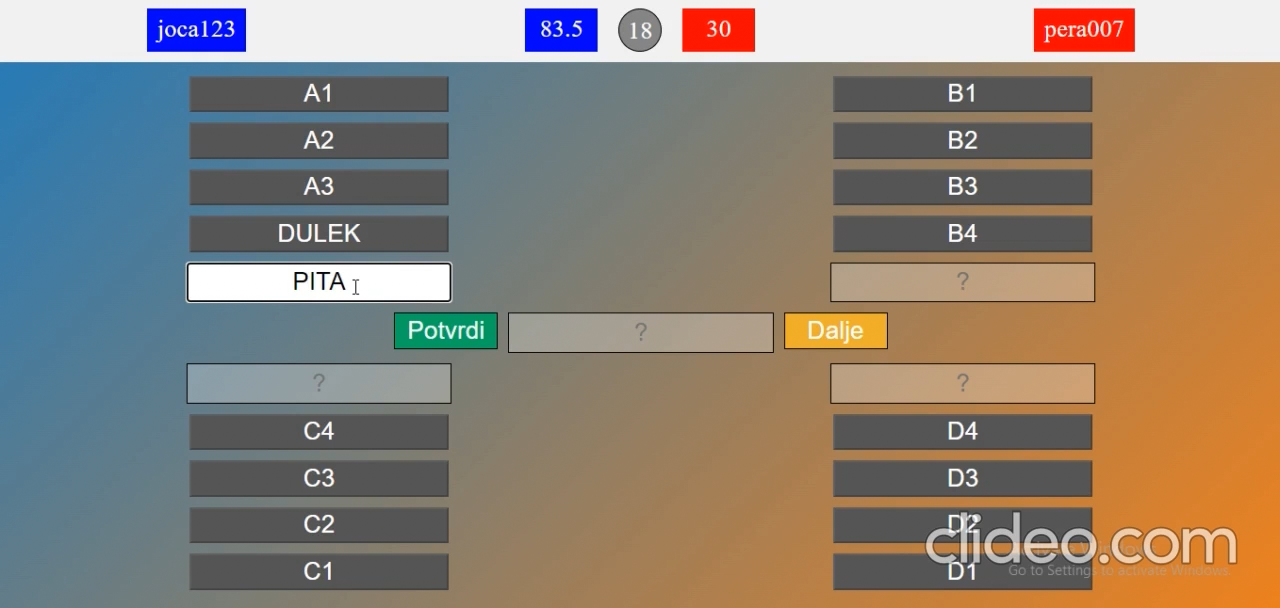 joca123 83.5 18 30 pera007
A1 B1
A2 B2
A3 B3
DULEK B4
PITA ?
Potvrdi ? Dalje
? ?
C4 D4
C3 D3
C2 D2
clideo.com
C1 D1
Go to Settings to activate Windows.